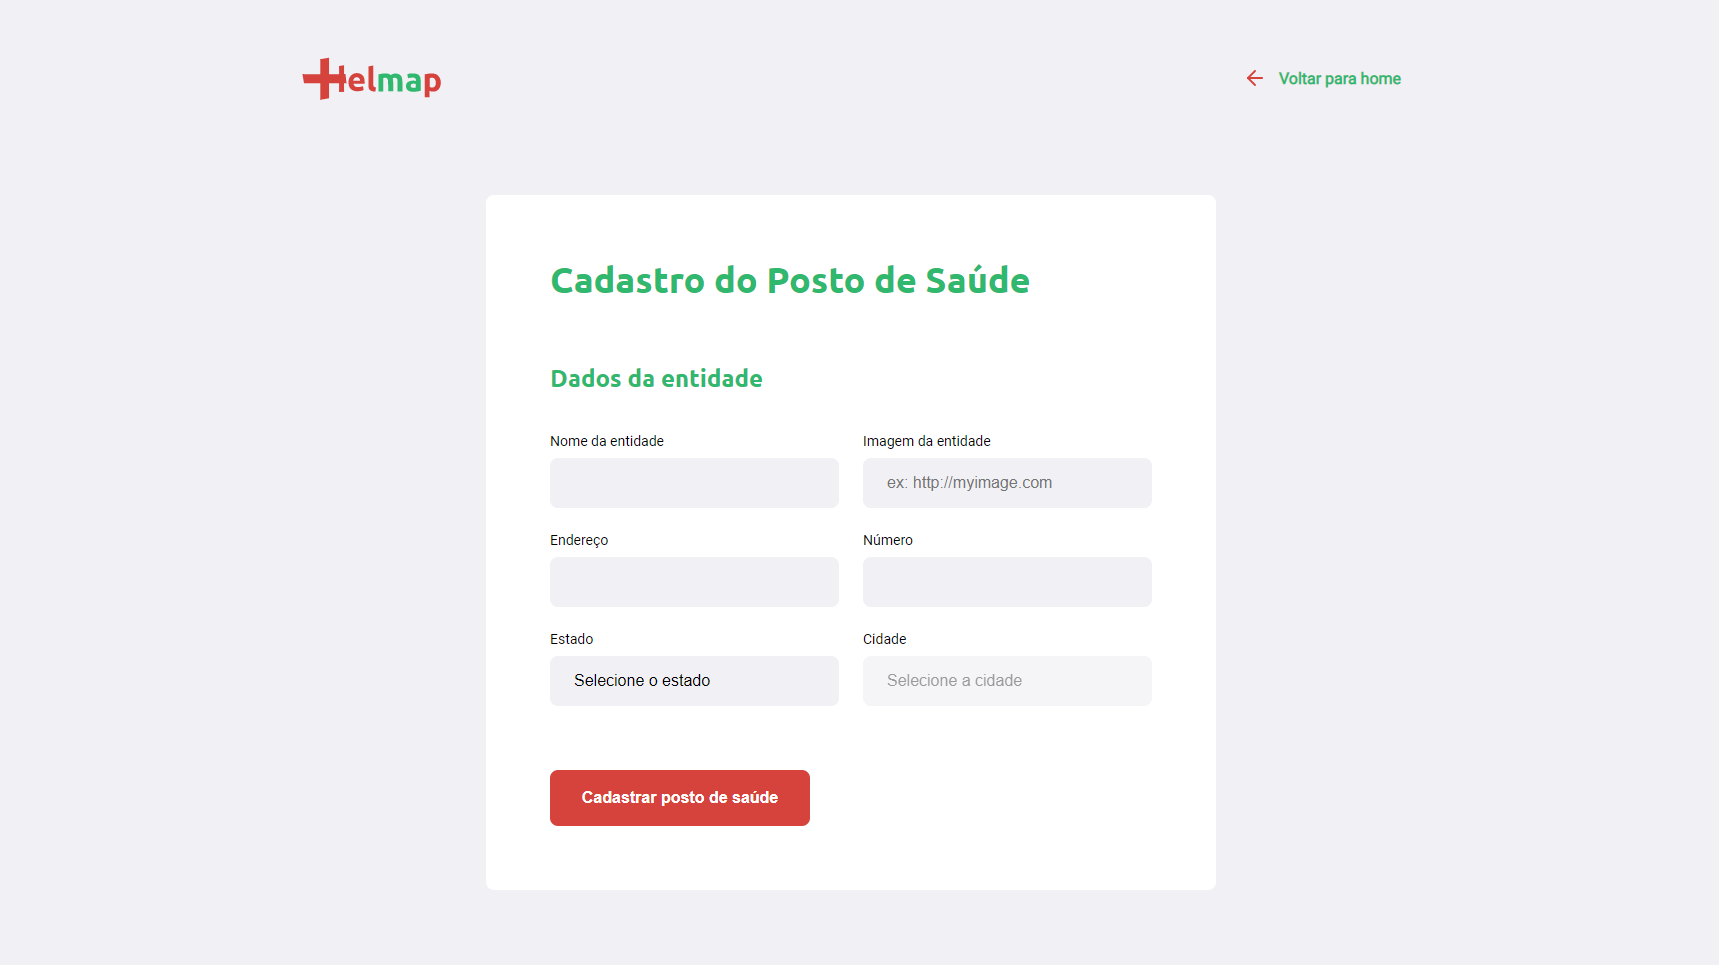 Helmap
Voltar para home
Cadastro do Posto de Saúde
Dados da entidade
Nome da entidade
Imagem da entidade
ex: http://myimage.com
Endereço
Número
Estado
Cidade
Selecione o estado
Selecione a cidade
Cadastrar posto de saúde